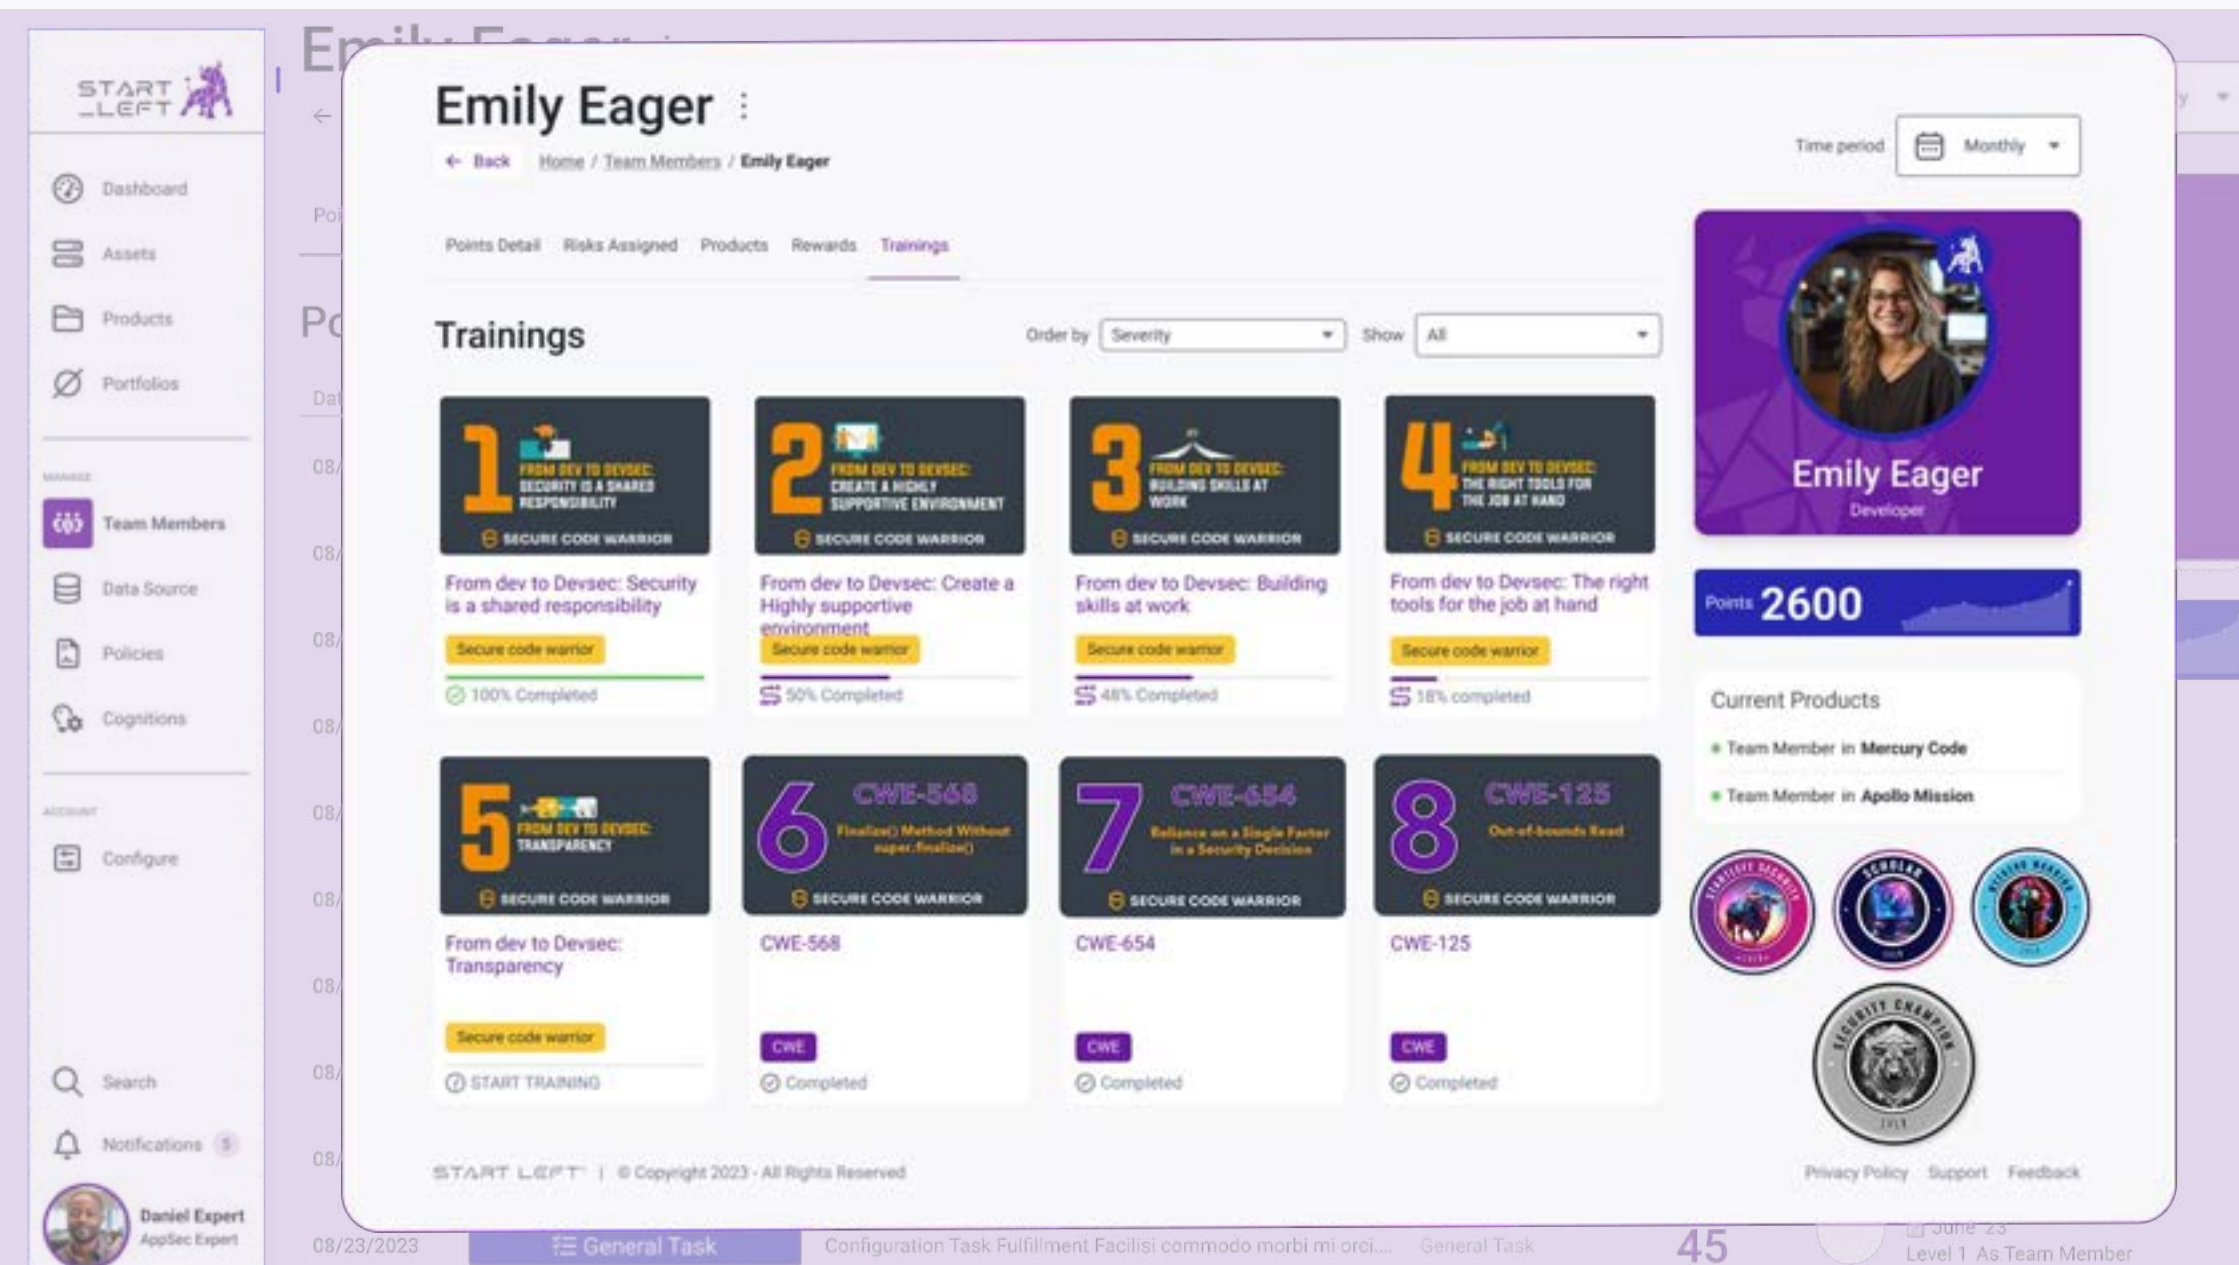 START
_LEFT
Dashboard
Assets
Products
Portfolios
MANAGE
Team Members
Data Source
Policies
Cognitions
ACCOUNT
Configure
Search
Notifications 5
Daniel Expert
AppSec Expert
Emily Eager
← Back Home / Team Members / Emily Eager
Time period Monthly
Points Detail Risks Assigned Products Rewards Trainings
Trainings
Order by Severity Show All
1
FROM DEV TO DEVSEC:
SECURITY IS A SHARED
RESPONSIBILITY
SECURE CODE WARRIOR
From dev to Devsec: Security
is a shared responsibility
Secure code warrior
100% Completed
2
FROM DEV TO DEVSEC:
CREATE A HIGHLY
SUPPORTIVE ENVIRONMENT
SECURE CODE WARRIOR
From dev to Devsec: Create a
Highly supportive
environment
Secure code warrior
50% Completed
3
FROM DEV TO DEVSEC:
BUILDING SKILLS AT
WORK
SECURE CODE WARRIOR
From dev to Devsec: Building
skills at work
Secure code warrior
48% Completed
4
FROM DEV TO DEVSEC:
THE RIGHT TOOLS FOR
THE JOB AT HAND
SECURE CODE WARRIOR
From dev to Devsec: The right
tools for the job at hand
Secure code warrior
18% completed
5
FROM DEV TO DEVSEC:
TRANSPARENCY
SECURE CODE WARRIOR
From dev to Devsec:
Transparency
Secure code warrior
START TRAINING
6
CWE-568
Finalize() Method Without
super.finalize()
SECURE CODE WARRIOR
CWE-568
CWE
Completed
7
CWE-654
Reliance on a Single Factor
in a Security Decision
SECURE CODE WARRIOR
CWE-654
CWE
Completed
8
CWE-125
Out-of-bounds Read
SECURE CODE WARRIOR
CWE-125
CWE
Completed
Emily Eager
Developer
Points 2600
Current Products
Team Member in Mercury Code
Team Member in Apollo Mission
STARTLEFT SECURITY
SCHOLAR
SECURITY CHAMPION
START LEFT | © Copyright 2023 - All Rights Reserved
Privacy Policy Support Feedback
08/23/2023 General Task Configuration Task Fulfillment Facilisi commodo morbi mi orci.... General Task 45
June '23
Level 1 As Team Member